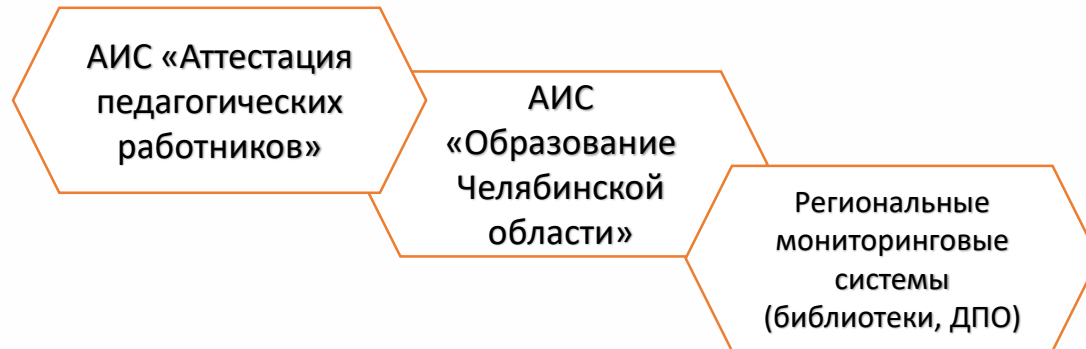 АИС «Аттестация
педагогических
работников»
АИС
«Образование
Челябинской
области»
Региональные
мониторинговые
системы
(библиотеки, ДПО)